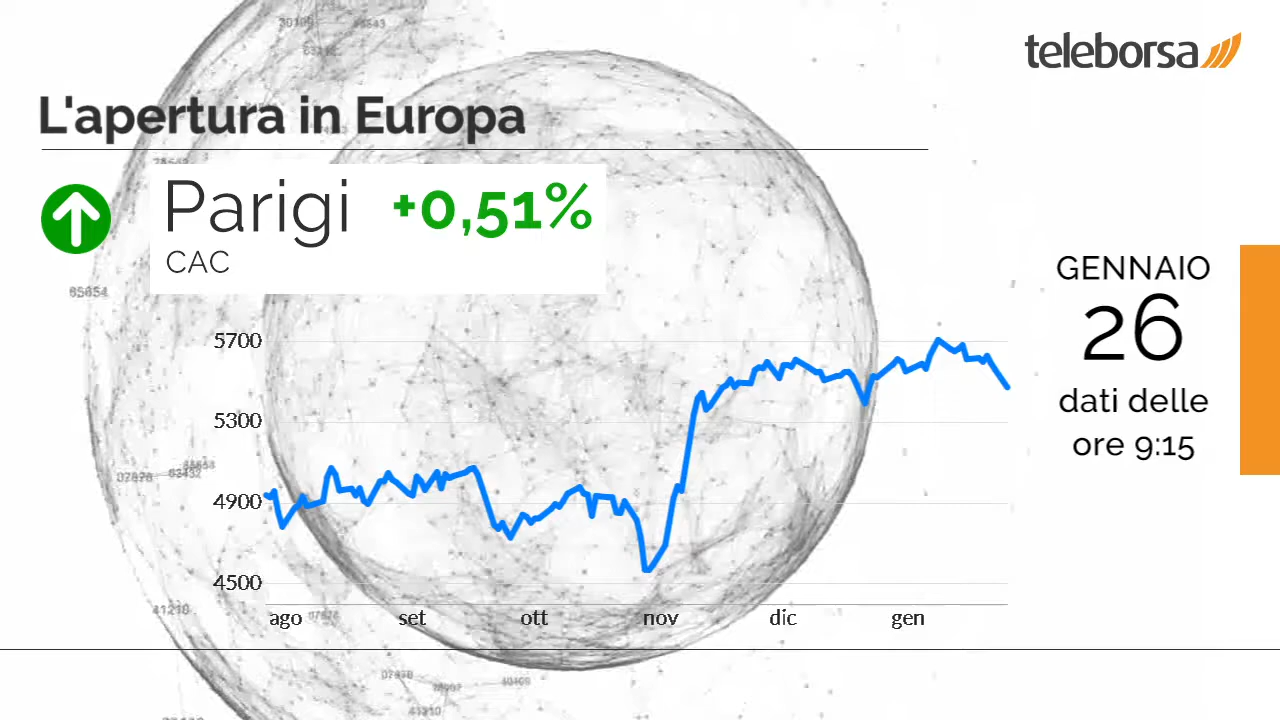 teleborsa
L'apertura in Europa
Parigi +0,51%
CAC
GENNAIO
26
dati delle
ore 9:15
5700
5300
4900
4500
ago set ott nov dic gen
41210